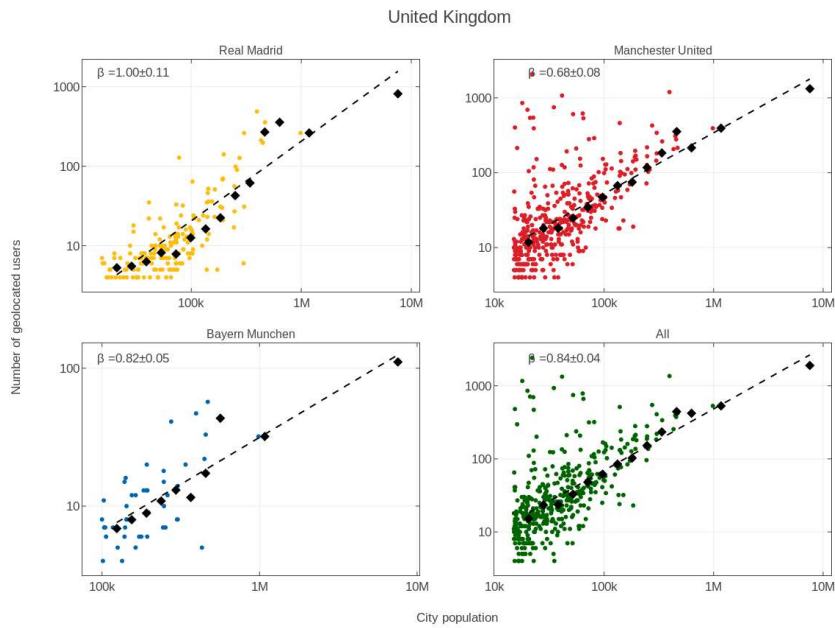 United Kingdom
Real Madrid
β =1.00±0.11
1000
100
10
100k
1M
10M
Manchester United
β =0.68±0.08
1000
100
10
10k
100k
1M
10M
Number of geolocated users
Bayern Munchen
β =0.82±0.05
100
10
100k
1M
10M
All
β =0.84±0.04
1000
100
10
10k
100k
1M
10M
City population